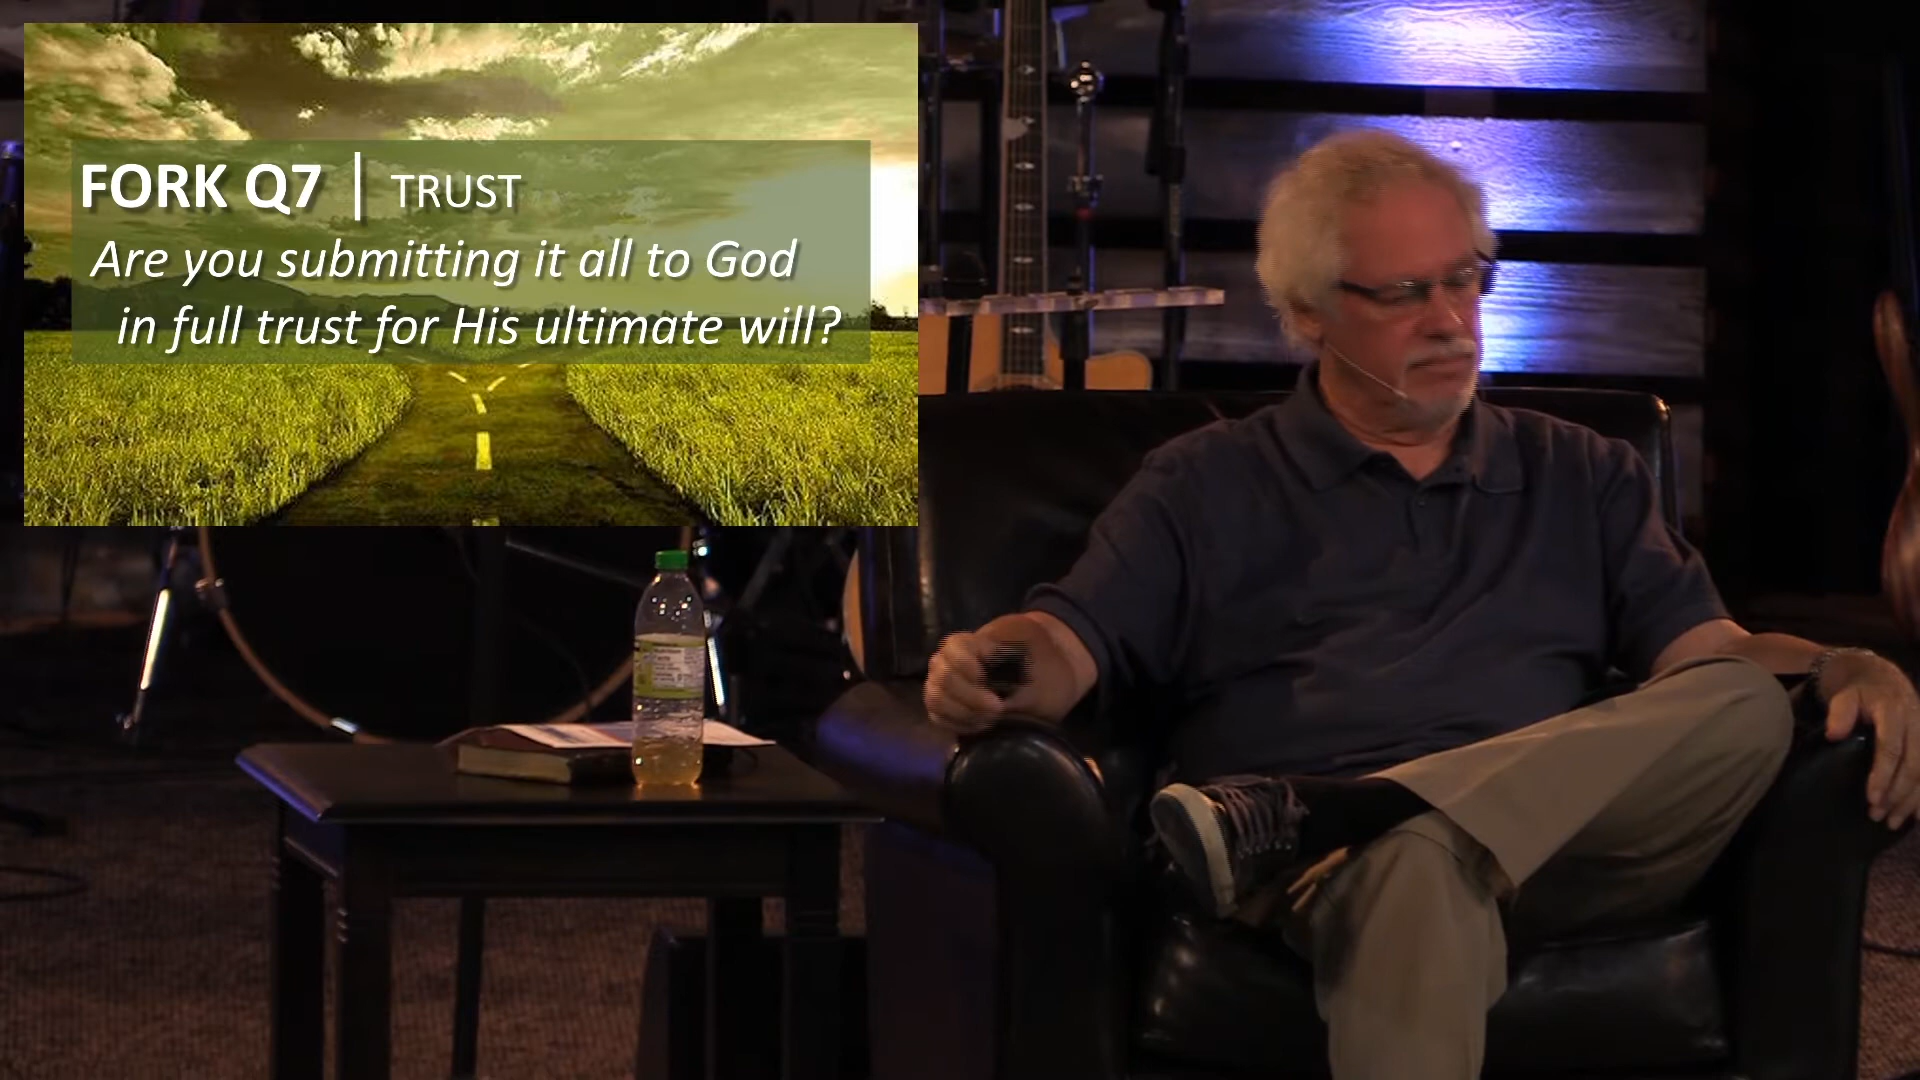 FORK Q7 | TRUST
Are you submitting it all to God
in full trust for His ultimate will?